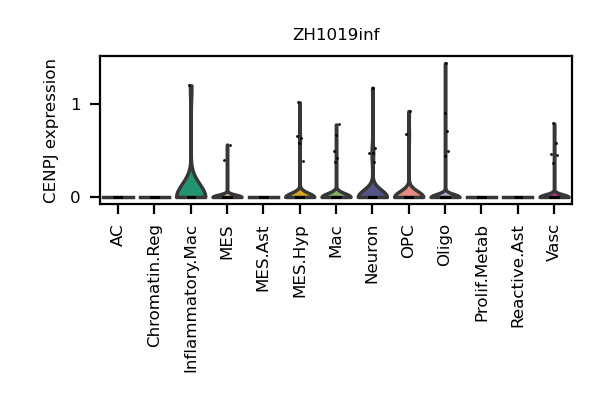 ZH1019inf
CENPJ expression
1
0
AC
Chromatin.Reg
Inflammatory.Mac
MES
MES.Ast
MES.Hyp
Mac
Neuron
OPC
Oligo
Prolif.Metab
Reactive.Ast
Vasc